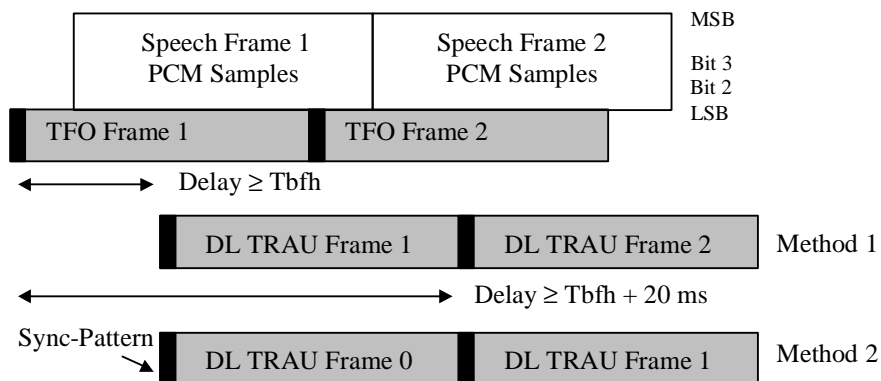 MSB
Speech Frame 1
PCM Samples
Speech Frame 2
PCM Samples
Bit 3
Bit 2
LSB
TFO Frame 1
TFO Frame 2
Delay ≥ Tbfh
DL TRAU Frame 1
DL TRAU Frame 2
Method 1
Delay ≥ Tbfh + 20 ms
Sync-Pattern
DL TRAU Frame 0
DL TRAU Frame 1
Method 2